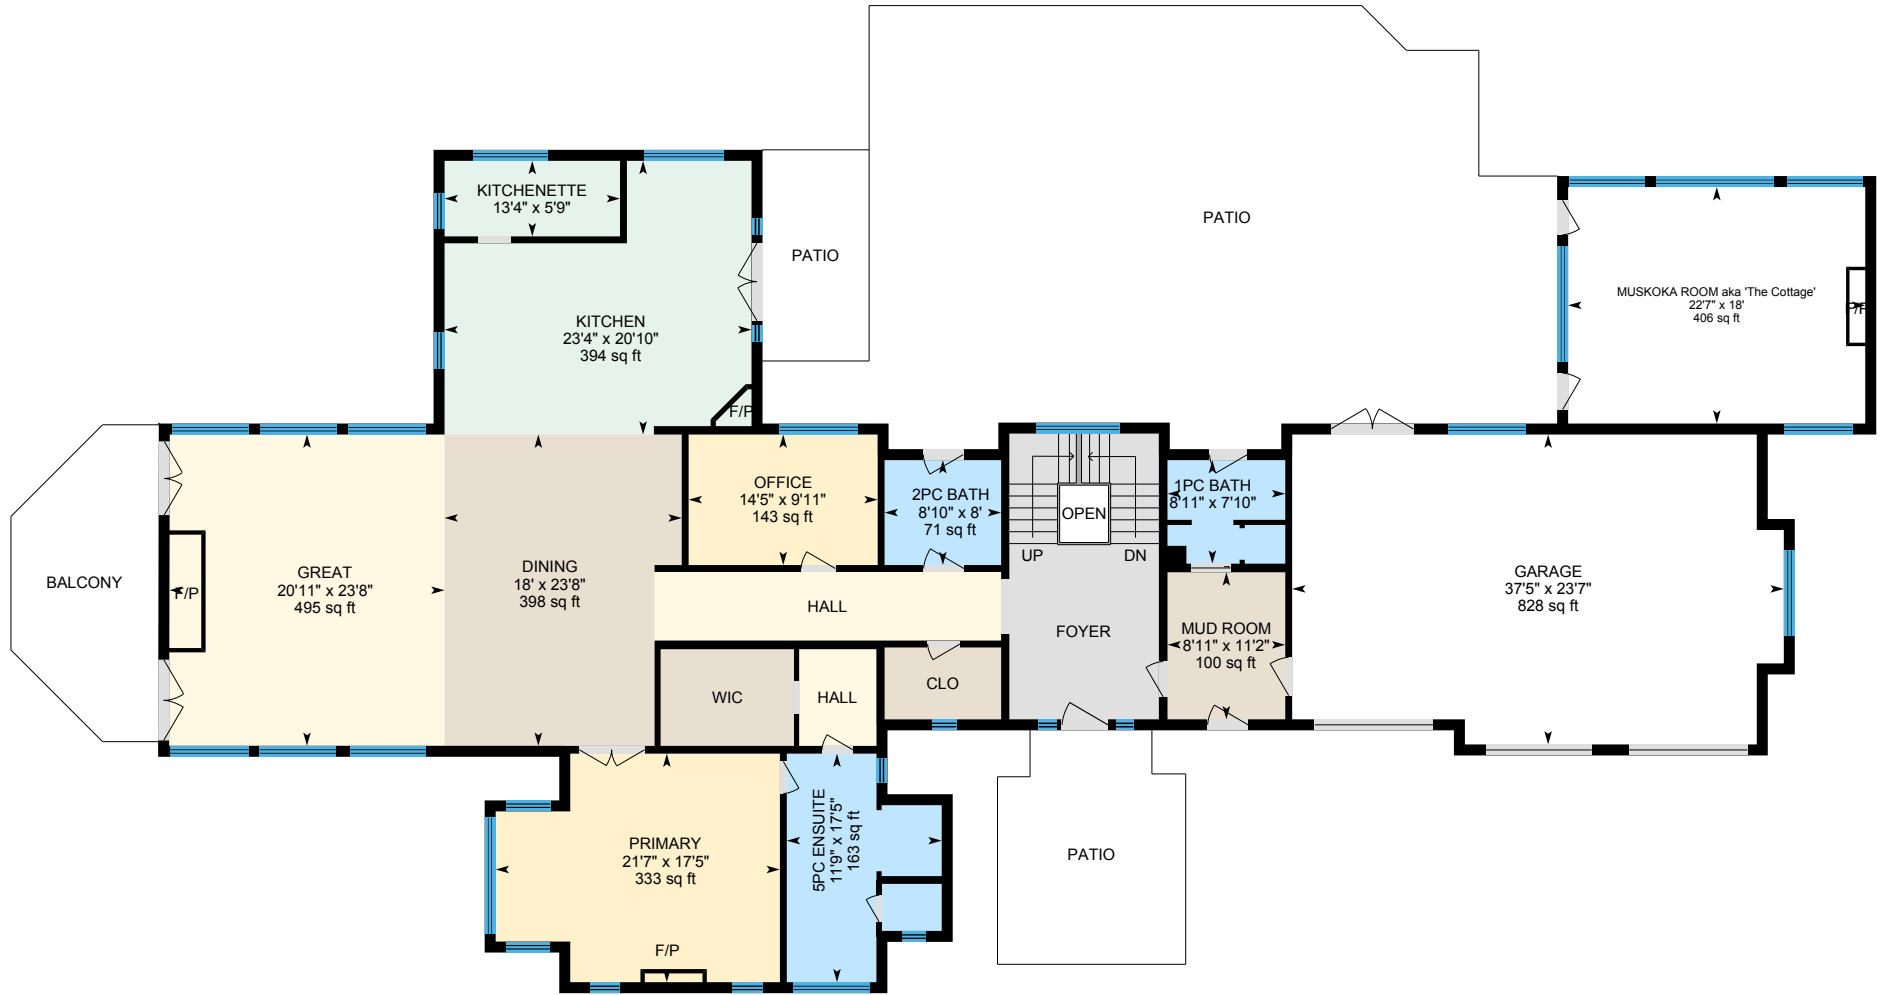 KITCHENETTE
13'4" x 5'9"
PATIO
PATIO
MUSKOKA ROOM aka 'The Cottage'
22'7" x 18'
406 sq ft
F/P
KITCHEN
23'4" x 20'10"
394 sq ft
F/P
OFFICE
14'5" x 9'11"
143 sq ft
2PC BATH
8'10" x 8'
71 sq ft
OPEN
UP
DN
1PC BATH
8'11" x 7'10"
BALCONY
F/P
GREAT
20'11" x 23'8"
495 sq ft
DINING
18' x 23'8"
398 sq ft
HALL
FOYER
MUD ROOM
8'11" x 11'2"
100 sq ft
GARAGE
37'5" x 23'7"
828 sq ft
WIC
HALL
CLO
PRIMARY
21'7" x 17'5"
333 sq ft
F/P
5PC ENSUITE
11'9" x 17'5"
163 sq ft
PATIO